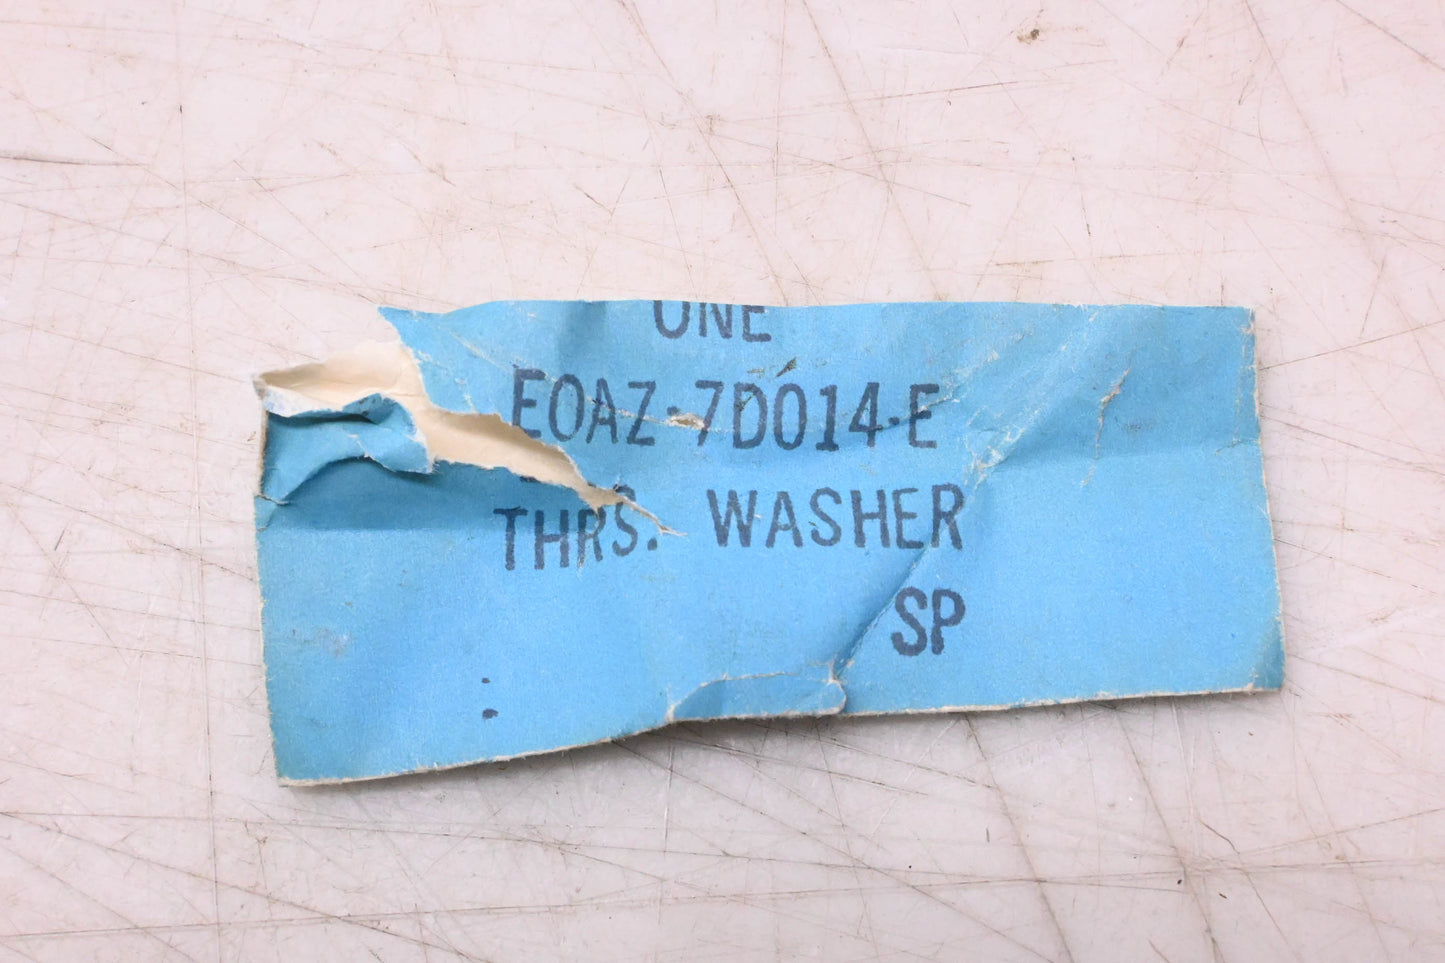 ONE
EOAZ-7D014-E
THRS. WASHER
SP